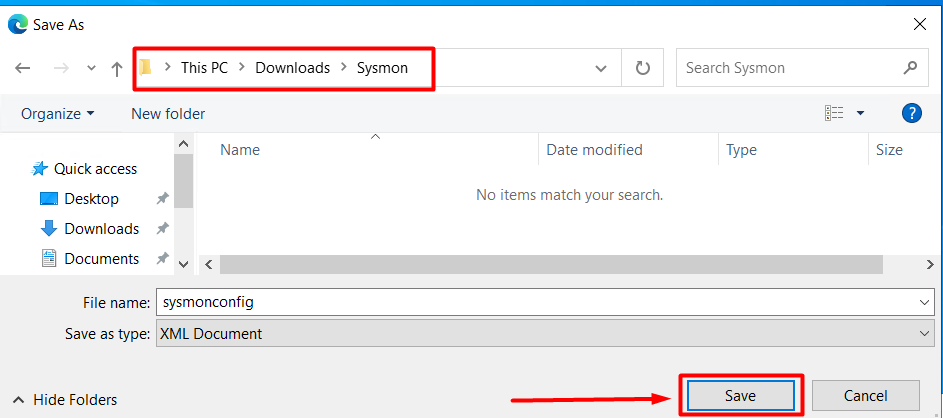 Save As
This PC > Downloads > Sysmon
Search Sysmon
Organize
New folder
?
Name
Date modified
Type
Size
Quick access
No items match your search.
Desktop
Downloads
Documents
File name: sysmonconfig
Save as type: XML Document
Hide Folders
Save
Cancel